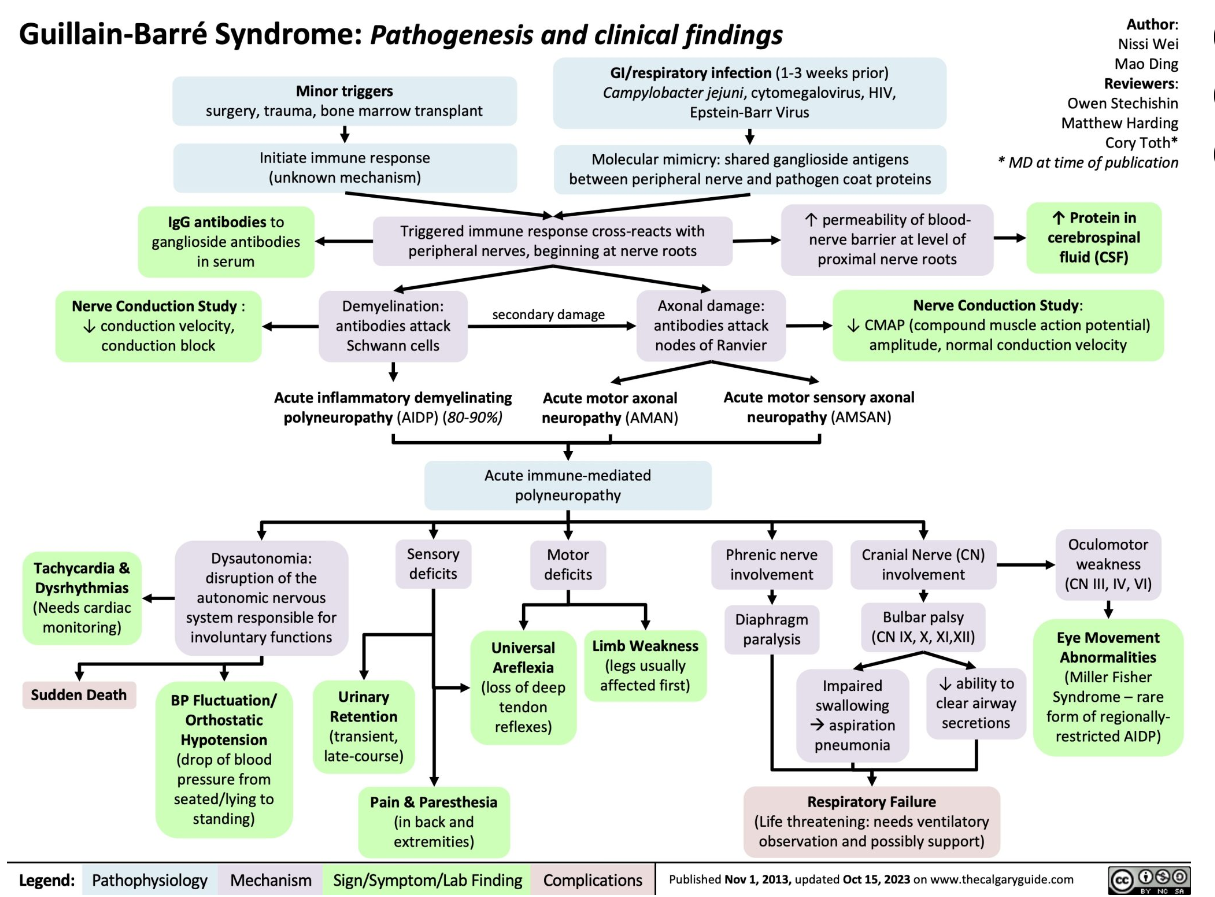 Guillain-Barré Syndrome: Pathogenesis and clinical findings
Author:
Nissi Wei
Mao Ding
Reviewers:
Owen Stechishin
Matthew Harding
Cory Toth*
* MD at time of publication
Minor triggers
surgery, trauma, bone marrow transplant
GI/respiratory infection (1-3 weeks prior)
Campylobacter jejuni, cytomegalovirus, HIV,
Epstein-Barr Virus
Initiate immune response
(unknown mechanism)
Molecular mimicry: shared ganglioside antigens
between peripheral nerve and pathogen coat proteins
IgG antibodies to
ganglioside antibodies
in serum
Triggered immune response cross-reacts with
peripheral nerves, beginning at nerve roots
↑ permeability of blood-
nerve barrier at level of
proximal nerve roots
↑ Protein in
cerebrospinal
fluid (CSF)
Nerve Conduction Study :
↓ conduction velocity,
conduction block
Demyelination:
antibodies attack
Schwann cells
secondary damage
Axonal damage:
antibodies attack
nodes of Ranvier
Nerve Conduction Study:
↓ CMAP (compound muscle action potential)
amplitude, normal conduction velocity
Acute inflammatory demyelinating
polyneuropathy (AIDP) (80-90%)
Acute motor axonal
neuropathy (AMAN)
Acute motor sensory axonal
neuropathy (AMSAN)
Acute immune-mediated
polyneuropathy
Tachycardia &
Dysrhythmias
(Needs cardiac
monitoring)
Dysautonomia:
disruption of the
autonomic nervous
system responsible for
involuntary functions
Sensory
deficits
Motor
deficits
Phrenic nerve
involvement
Cranial Nerve (CN)
involvement
Oculomotor
weakness
(CN III, IV, VI)
Diaphragm
paralysis
Bulbar palsy
(CN IX, X, XI,XII)
Sudden Death
BP Fluctuation/
Orthostatic
Hypotension
(drop of blood
pressure from
seated/lying to
standing)
Urinary
Retention
(transient,
late-course)
Universal
Areflexia
(loss of deep
tendon
reflexes)
Limb Weakness
(legs usually
affected first)
Impaired
swallowing
→ aspiration
pneumonia
↓ ability to
clear airway
secretions
Eye Movement
Abnormalities
(Miller Fisher
Syndrome – rare
form of regionally-
restricted AIDP)
Pain & Paresthesia
(in back and
extremities)
Respiratory Failure
(Life threatening: needs ventilatory
observation and possibly support)
Legend: Pathophysiology Mechanism Sign/Symptom/Lab Finding Complications
Published Nov 1, 2013, updated Oct 15, 2023 on www.thecalgaryguide.com
CC BY NC SA